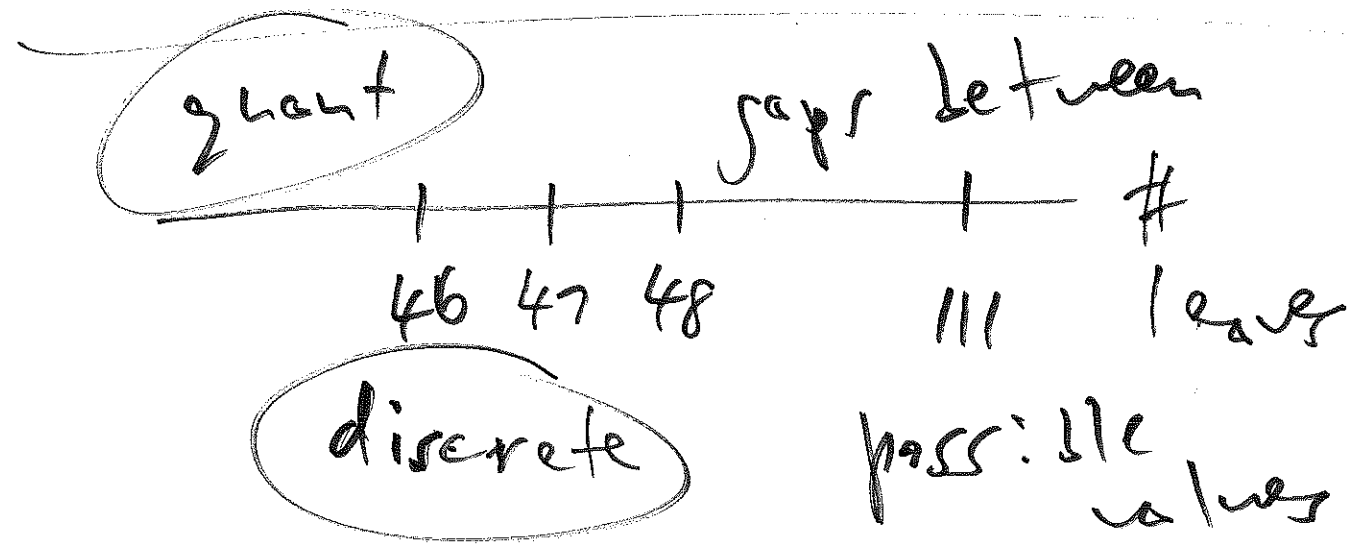 quant gaps between
#
46 47 48 111 leaves
discrete possible
values